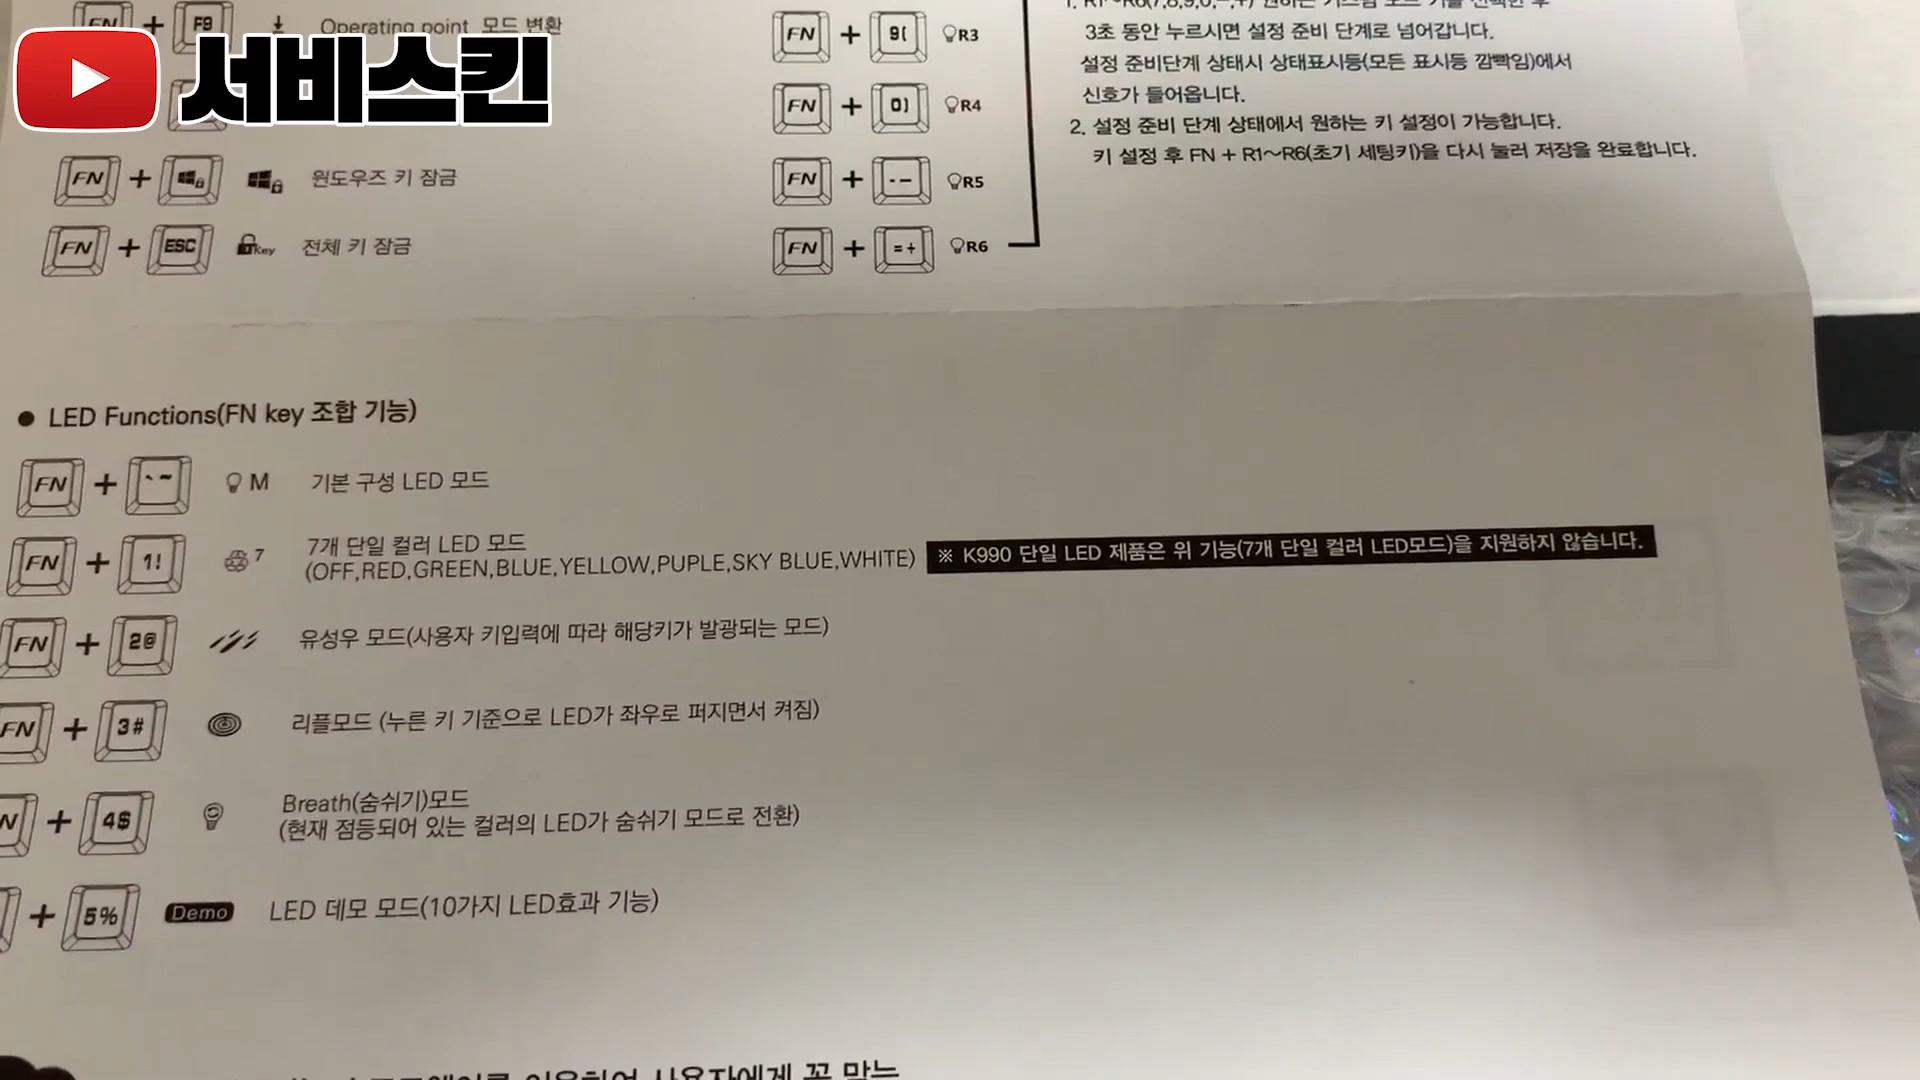 서비스킨
FN + F9 Operating point 모드 변환
FN + 윈도우즈 키 잠금
FN + ESC key 전체 키 잠금
FN + 9( R3
FN + 0) R4
FN + -– R5
FN + =+ R6
3초 동안 누르시면 설정 준비 단계로 넘어갑니다.
설정 준비단계 상태시 상태표시등(모든 표시등 깜빡임)에서
신호가 들어옵니다.
2. 설정 준비 단계 상태에서 원하는 키 설정이 가능합니다.
키 설정 후 FN + R1~R6(초기 세팅키)을 다시 눌러 저장을 완료합니다.
● LED Functions(FN key 조합 기능)
FN + `~ M 기본 구성 LED 모드
FN + 1! 7 7개 단일 컬러 LED 모드
(OFF,RED,GREEN,BLUE,YELLOW,PUPLE,SKY BLUE,WHITE) ※ K990 단일 LED 제품은 위 기능(7개 단일 컬러 LED모드)을 지원하지 않습니다.
FN + 2@ 유성우 모드(사용자 키입력에 따라 해당키가 발광되는 모드)
FN + 3# 리플모드 (누른 키 기준으로 LED가 좌우로 퍼지면서 켜짐)
N + 4$ Breath(숨쉬기)모드
(현재 점등되어 있는 컬러의 LED가 숨쉬기 모드로 전환)
+ 5% Demo LED 데모 모드(10가지 LED효과 기능)